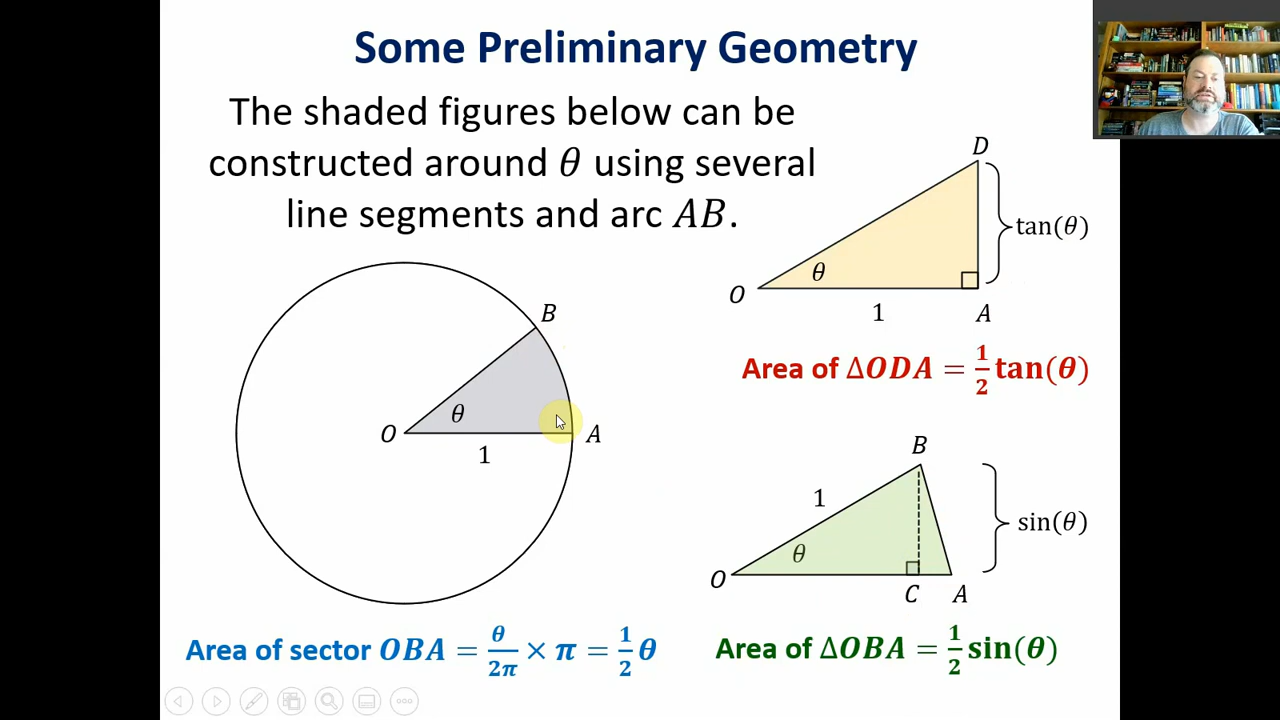 Some Preliminary Geometry
The shaded figures below can be
constructed around θ using several
line segments and arc AB.
D
tan(θ)
θ
O
1
A
Area of ΔODA = 1/2 tan(θ)
B
θ
O
A
1
Area of sector OBA = θ/2π × π = 1/2 θ
B
1
sin(θ)
θ
O
C
A
Area of ΔOBA = 1/2 sin(θ)